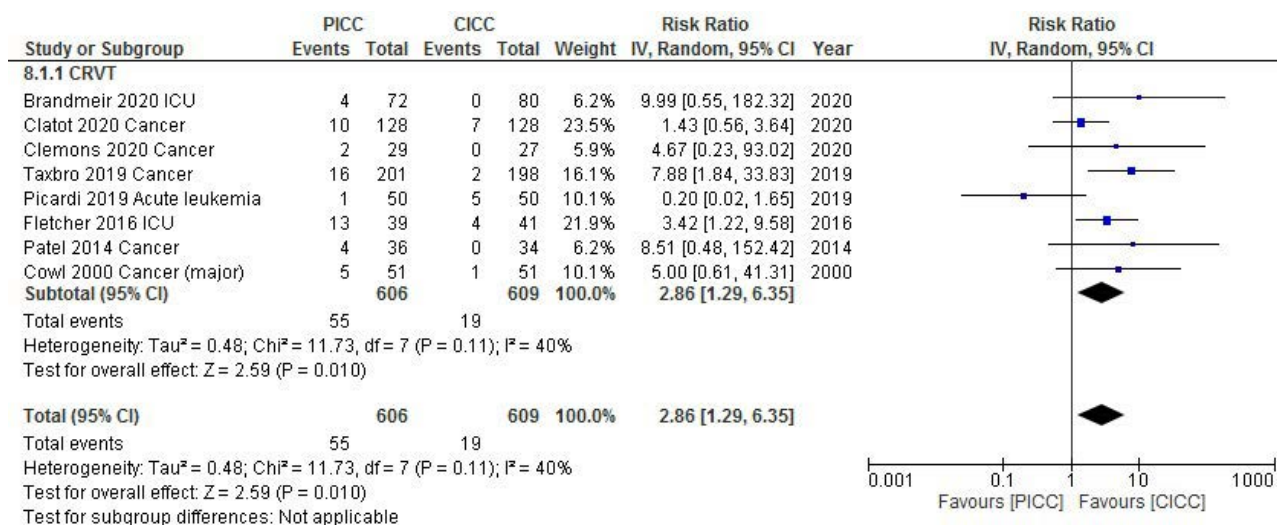 PICC CICC Risk Ratio Risk Ratio
Study or Subgroup Events Total Events Total Weight IV, Random, 95% CI Year IV, Random, 95% CI
8.1.1 CRVT
Brandmeir 2020 ICU 4 72 0 80 6.2% 9.99 [0.55, 182.32] 2020
Clatot 2020 Cancer 10 128 7 128 23.5% 1.43 [0.56, 3.64] 2020
Clemons 2020 Cancer 2 29 0 27 5.9% 4.67 [0.23, 93.02] 2020
Taxbro 2019 Cancer 16 201 2 198 16.1% 7.88 [1.84, 33.83] 2019
Picardi 2019 Acute leukemia 1 50 5 50 10.1% 0.20 [0.02, 1.65] 2019
Fletcher 2016 ICU 13 39 4 41 21.9% 3.42 [1.22, 9.58] 2016
Patel 2014 Cancer 4 36 0 34 6.2% 8.51 [0.48, 152.42] 2014
Cowl 2000 Cancer (major) 5 51 1 51 10.1% 5.00 [0.61, 41.31] 2000
Subtotal (95% CI) 606 609 100.0% 2.86 [1.29, 6.35]
Total events 55 19
Heterogeneity: Tau² = 0.48; Chi² = 11.73, df = 7 (P = 0.11); I² = 40%
Test for overall effect: Z = 2.59 (P = 0.010)
Total (95% CI) 606 609 100.0% 2.86 [1.29, 6.35]
Total events 55 19
Heterogeneity: Tau² = 0.48; Chi² = 11.73, df = 7 (P = 0.11); I² = 40%
Test for overall effect: Z = 2.59 (P = 0.010)
Test for subgroup differences: Not applicable
0.001 0.1 1 10 1000
Favours [PICC] Favours [CICC]